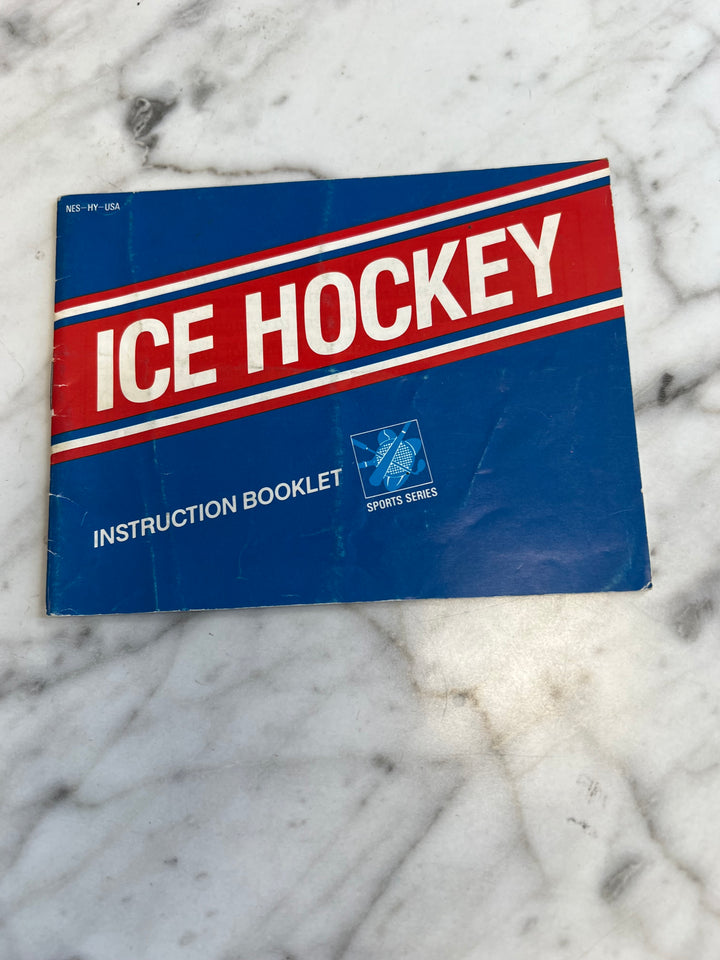 NES-HY-USA
ICE HOCKEY
INSTRUCTION BOOKLET
SPORTS SERIES